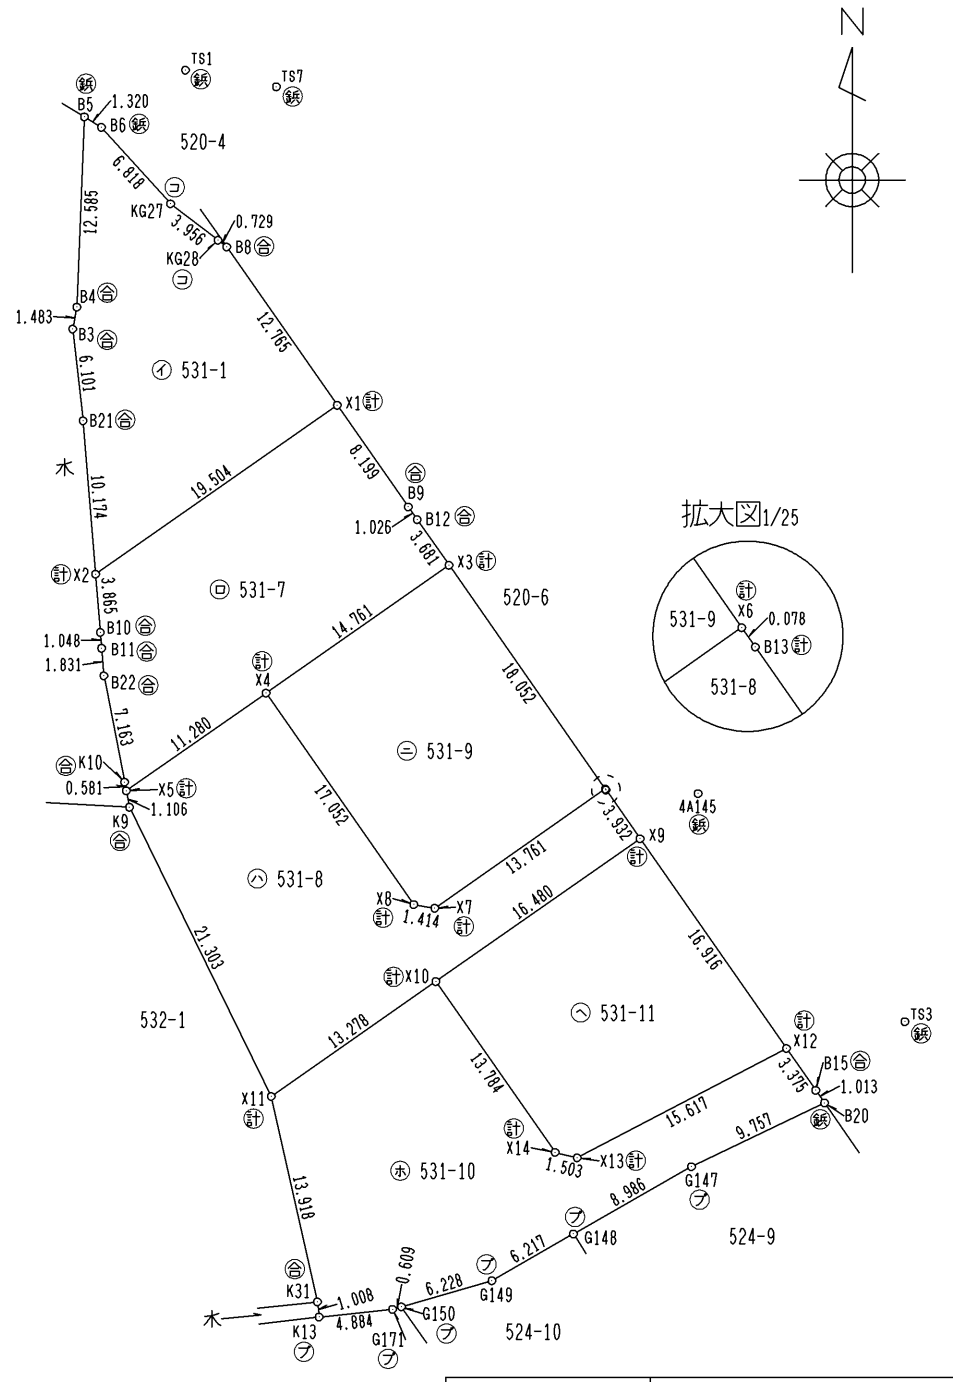 N
TS1
鋲
TS7
鋲
鋲
B5
1.320
B6 鋲
520-4
6.818
コ
KG27
3.956
0.729
KG28
B8 合
コ
12.585
B4 合
1.483
B3 合
12.765
6.101
イ 531-1
X1 計
B21 合
木
8.199
10.174
19.504
合
B9
1.026
B12 合
3.681
X3 計
拡大図1/25
計
X6
0.078
531-9
B13 計
531-8
計 X2
3.865
ロ 531-7
520-6
14.761
B10 合
1.048
B11 合
1.831
B22 合
計
X4
18.052
7.163
11.280
ニ 531-9
合 K10
0.581
X5 計
1.106
K9
合
17.052
4A145
鋲
3.932
X9
計
13.761
ハ 531-8
X8
計
1.414
X7
計
16.480
21.303
16.916
計 X10
532-1
ヘ 531-11
TS3
鋲
13.278
計
X12
13.784
3.375
B15 合
1.013
B20
鋲
X11
計
15.617
計
X14
1.503
X13 計
9.757
ホ 531-10
G147
プ
13.918
8.986
プ
G148
524-9
6.217
合
K31
0.609
プ
G149
1.008
6.228
木
K13
プ
4.884
G150
プ
G171
プ
524-10